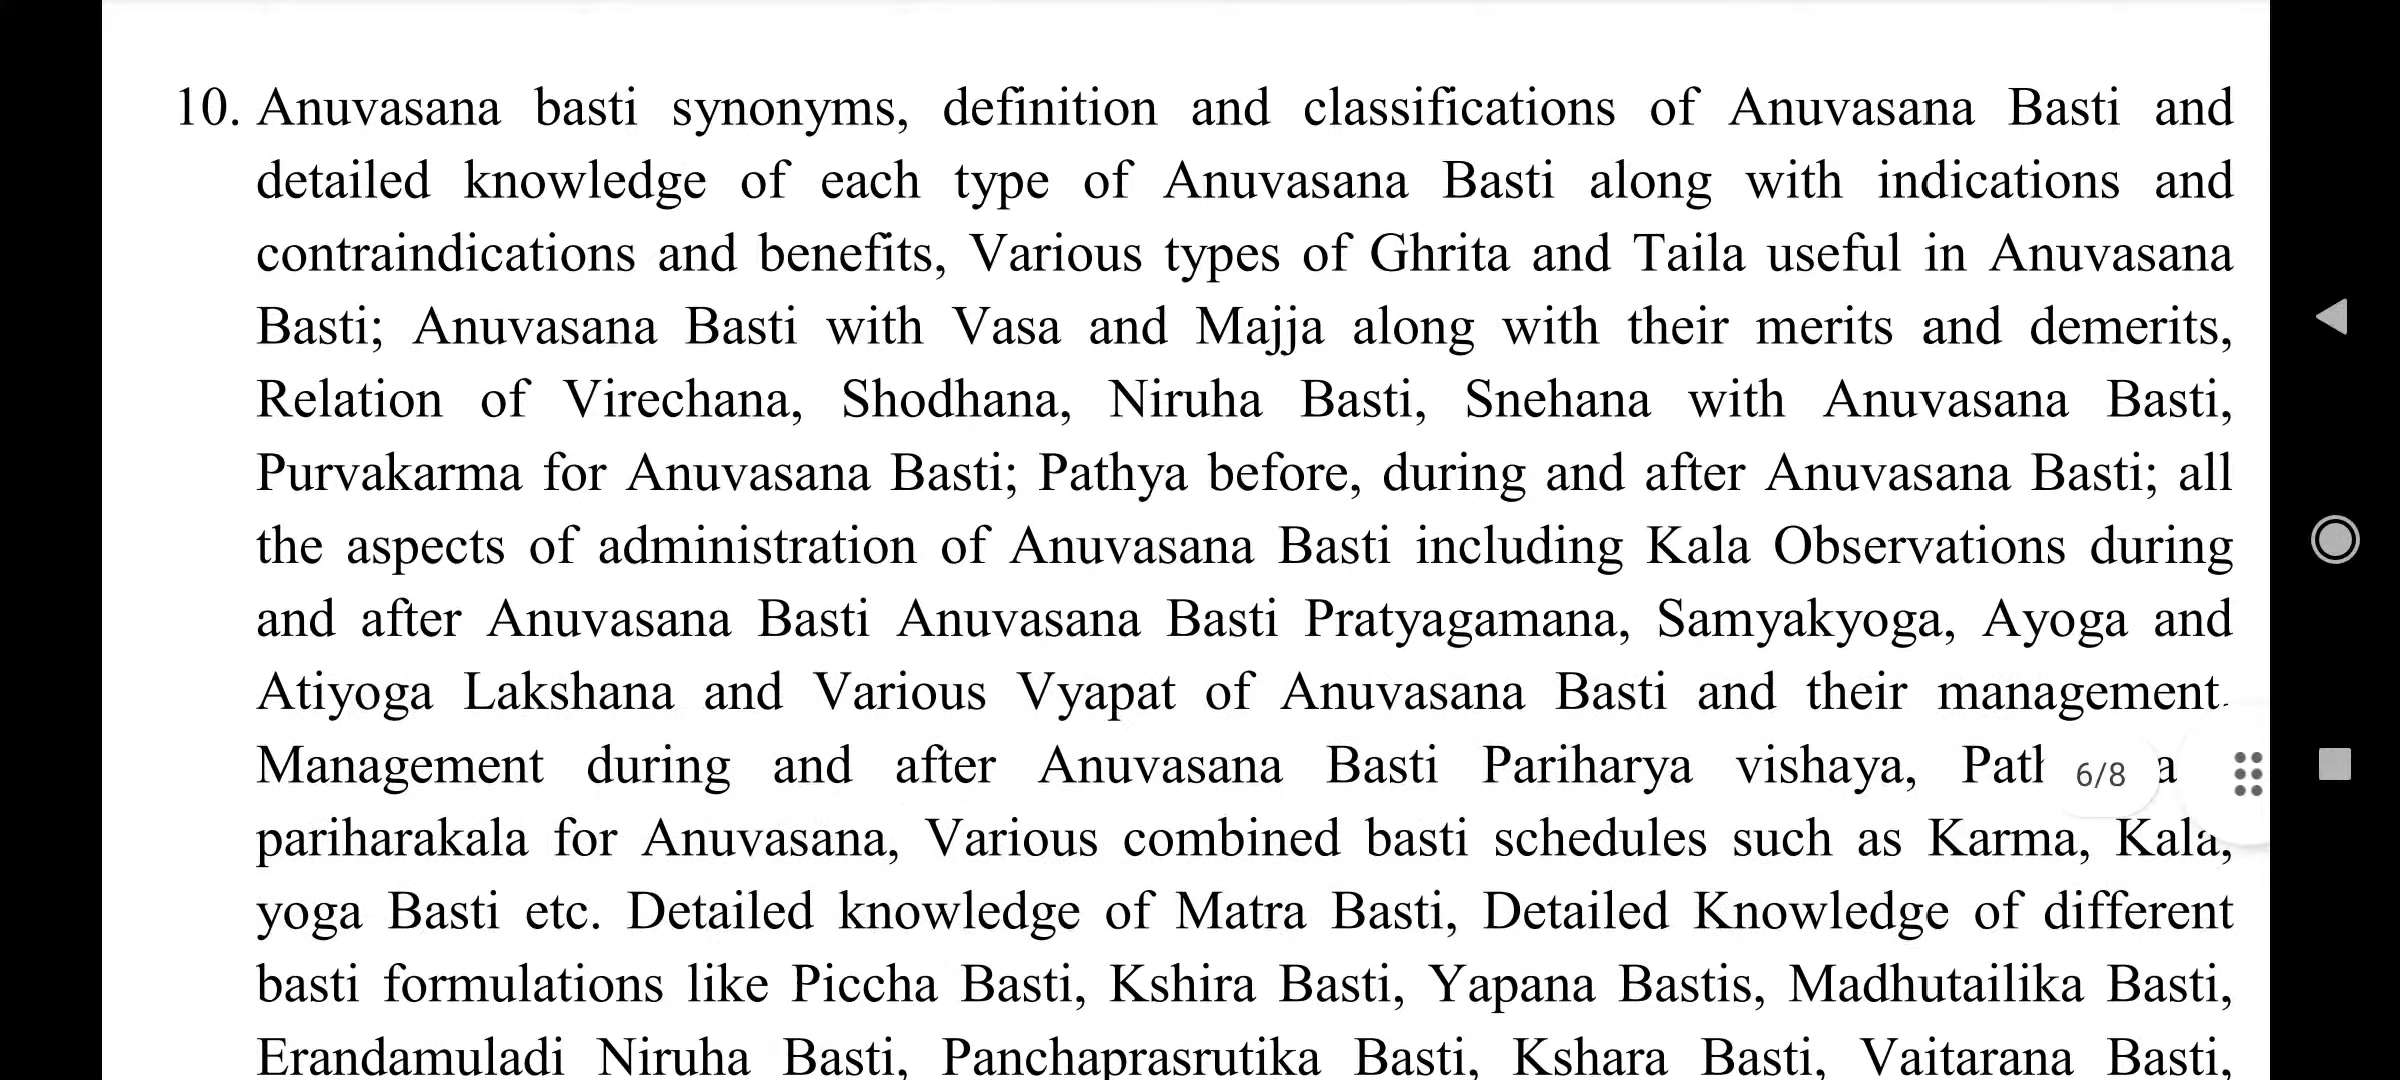 10. Anuvasana basti synonyms, definition and classifications of Anuvasana Basti and
detailed knowledge of each type of Anuvasana Basti along with indications and
contraindications and benefits, Various types of Ghrita and Taila useful in Anuvasana
Basti; Anuvasana Basti with Vasa and Majja along with their merits and demerits,
Relation of Virechana, Shodhana, Niruha Basti, Snehana with Anuvasana Basti,
Purvakarma for Anuvasana Basti; Pathya before, during and after Anuvasana Basti; all
the aspects of administration of Anuvasana Basti including Kala Observations during
and after Anuvasana Basti Anuvasana Basti Pratyagamana, Samyakyoga, Ayoga and
Atiyoga Lakshana and Various Vyapat of Anuvasana Basti and their management.
Management during and after Anuvasana Basti Pariharya vishaya,
6/8
pariharakala for Anuvasana, Various combined basti schedules such as Karma, Kala,
yoga Basti etc. Detailed knowledge of Matra Basti, Detailed Knowledge of different
basti formulations like Piccha Basti, Kshira Basti, Yapana Bastis, Madhutailika Basti,
Erandamuladi Niruha Basti, Panchaprasrutika Basti, Kshara Basti, Vaitarana Basti,